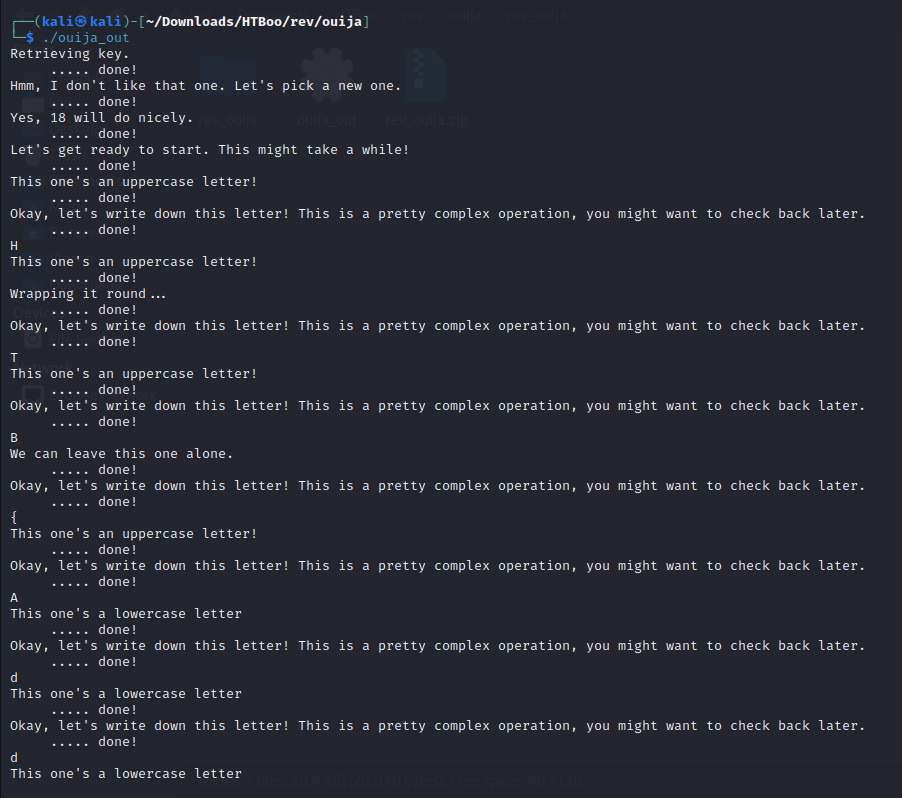 ┌──(kali㉿kali)-[~/Downloads/HTBoo/rev/ouija]
└─$ ./ouija_out
Retrieving key.
     ..... done!
Hmm, I don't like that one. Let's pick a new one.
     ..... done!
Yes, 18 will do nicely.
     ..... done!
Let's get ready to start. This might take a while!
     ..... done!
This one's an uppercase letter!
     ..... done!
Okay, let's write down this letter! This is a pretty complex operation, you might want to check back later.
     ..... done!
H
This one's an uppercase letter!
     ..... done!
Wrapping it round...
     ..... done!
Okay, let's write down this letter! This is a pretty complex operation, you might want to check back later.
     ..... done!
T
This one's an uppercase letter!
     ..... done!
Okay, let's write down this letter! This is a pretty complex operation, you might want to check back later.
     ..... done!
B
We can leave this one alone.
     ..... done!
Okay, let's write down this letter! This is a pretty complex operation, you might want to check back later.
     ..... done!
{
This one's an uppercase letter!
     ..... done!
Okay, let's write down this letter! This is a pretty complex operation, you might want to check back later.
     ..... done!
A
This one's a lowercase letter
     ..... done!
Okay, let's write down this letter! This is a pretty complex operation, you might want to check back later.
     ..... done!
d
This one's a lowercase letter
     ..... done!
Okay, let's write down this letter! This is a pretty complex operation, you might want to check back later.
     ..... done!
d
This one's a lowercase letter